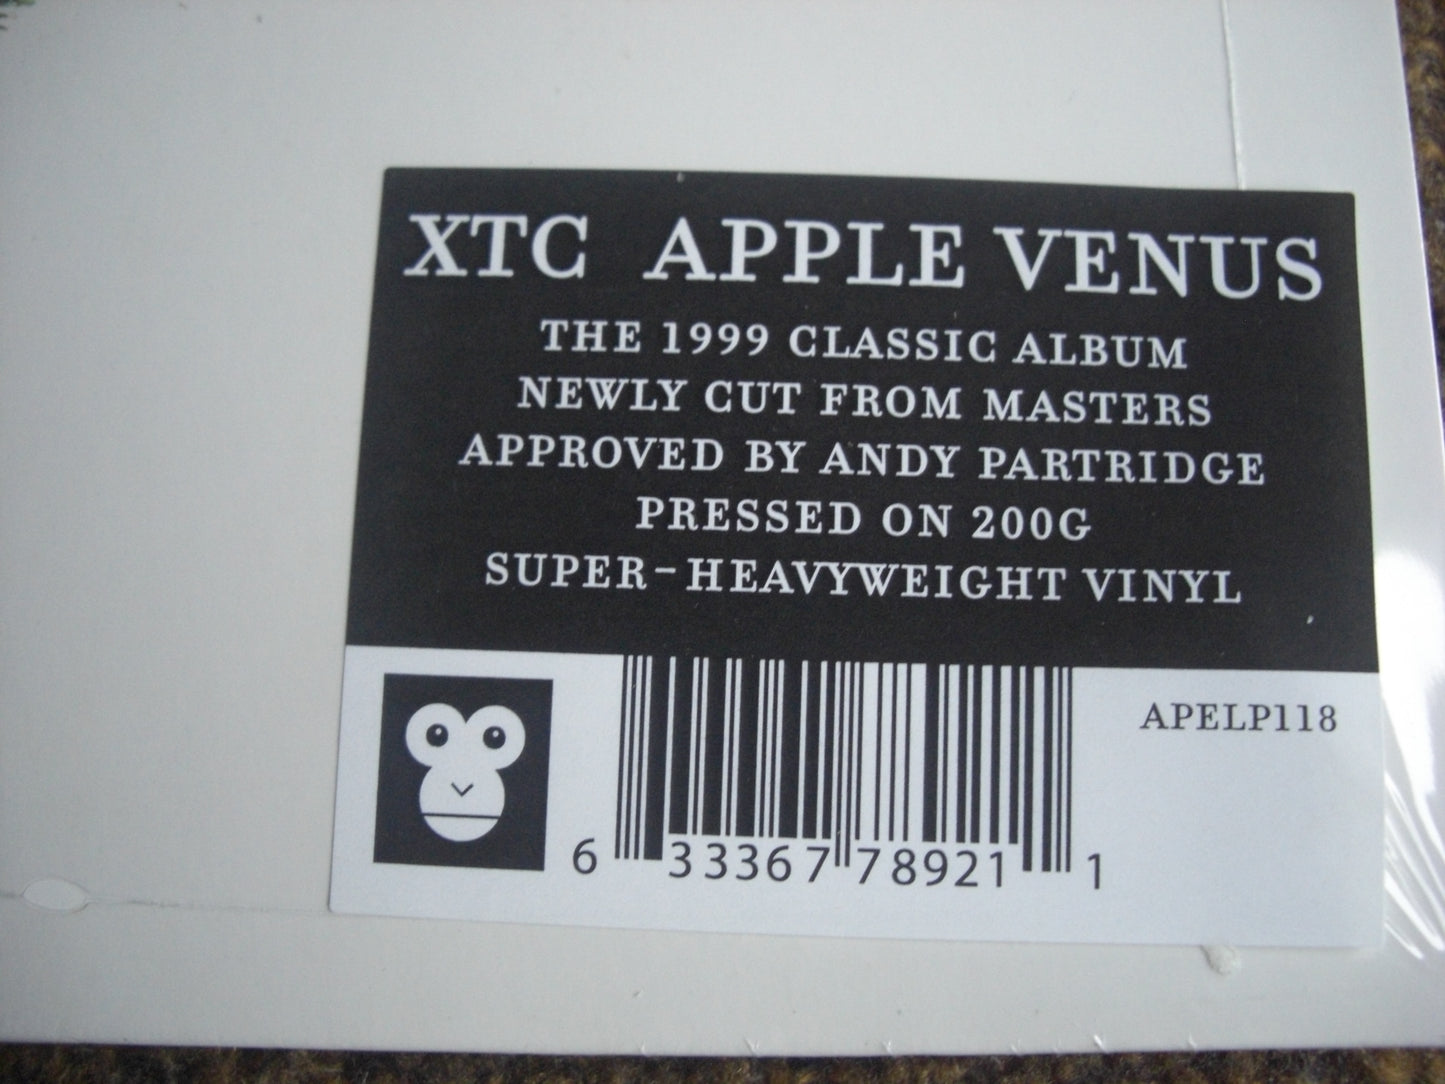 XTC APPLE VENUS
THE 1999 CLASSIC ALBUM
NEWLY CUT FROM MASTERS
APPROVED BY ANDY PARTRIDGE
PRESSED ON 200G
SUPER-HEAVYWEIGHT VINYL
APELP118
6 33367 78921 1